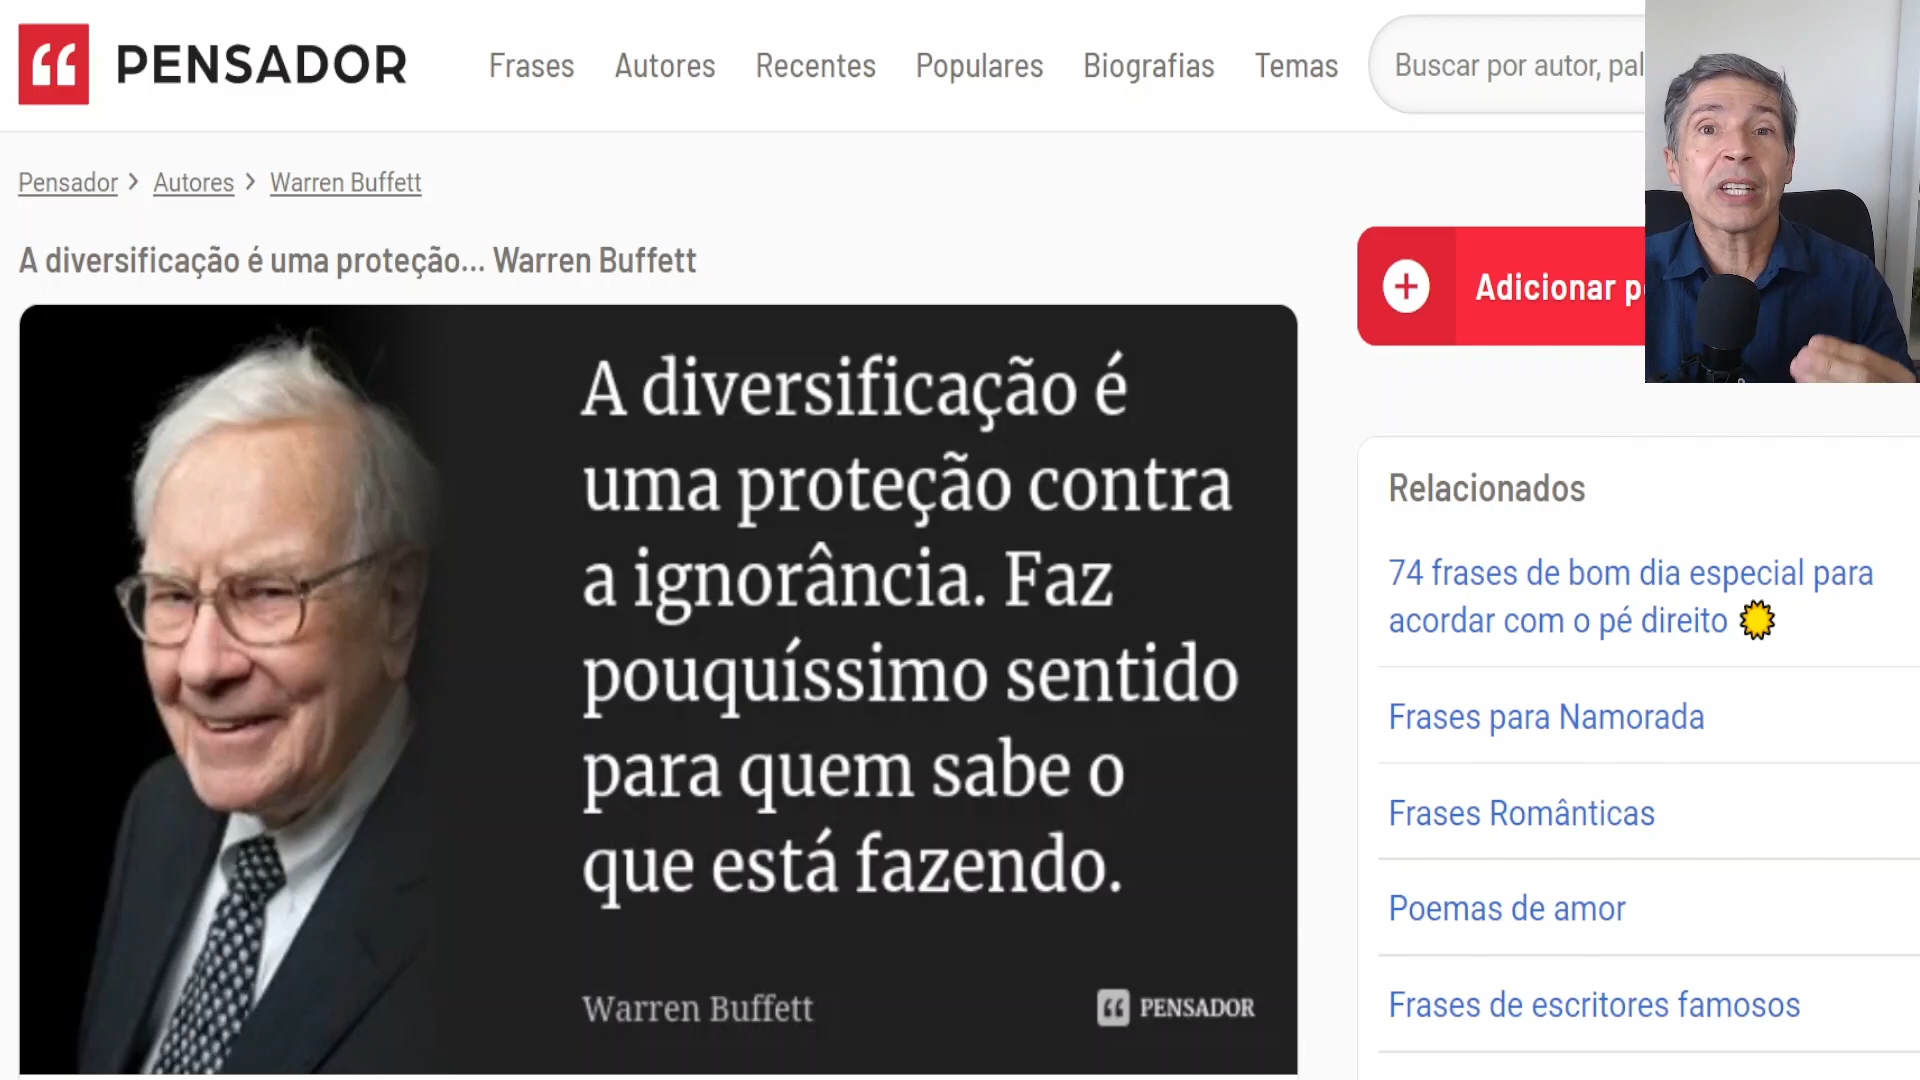 PENSADOR
Frases
Autores
Recentes
Populares
Biografias
Temas
Buscar por autor, pal
Pensador > Autores > Warren Buffett
A diversificação é uma proteção... Warren Buffett
A diversificação é
uma proteção contra
a ignorância. Faz
pouquíssimo sentido
para quem sabe o
que está fazendo.
Warren Buffett
PENSADOR
Adicionar p
Relacionados
74 frases de bom dia especial para
acordar com o pé direito
Frases para Namorada
Frases Românticas
Poemas de amor
Frases de escritores famosos